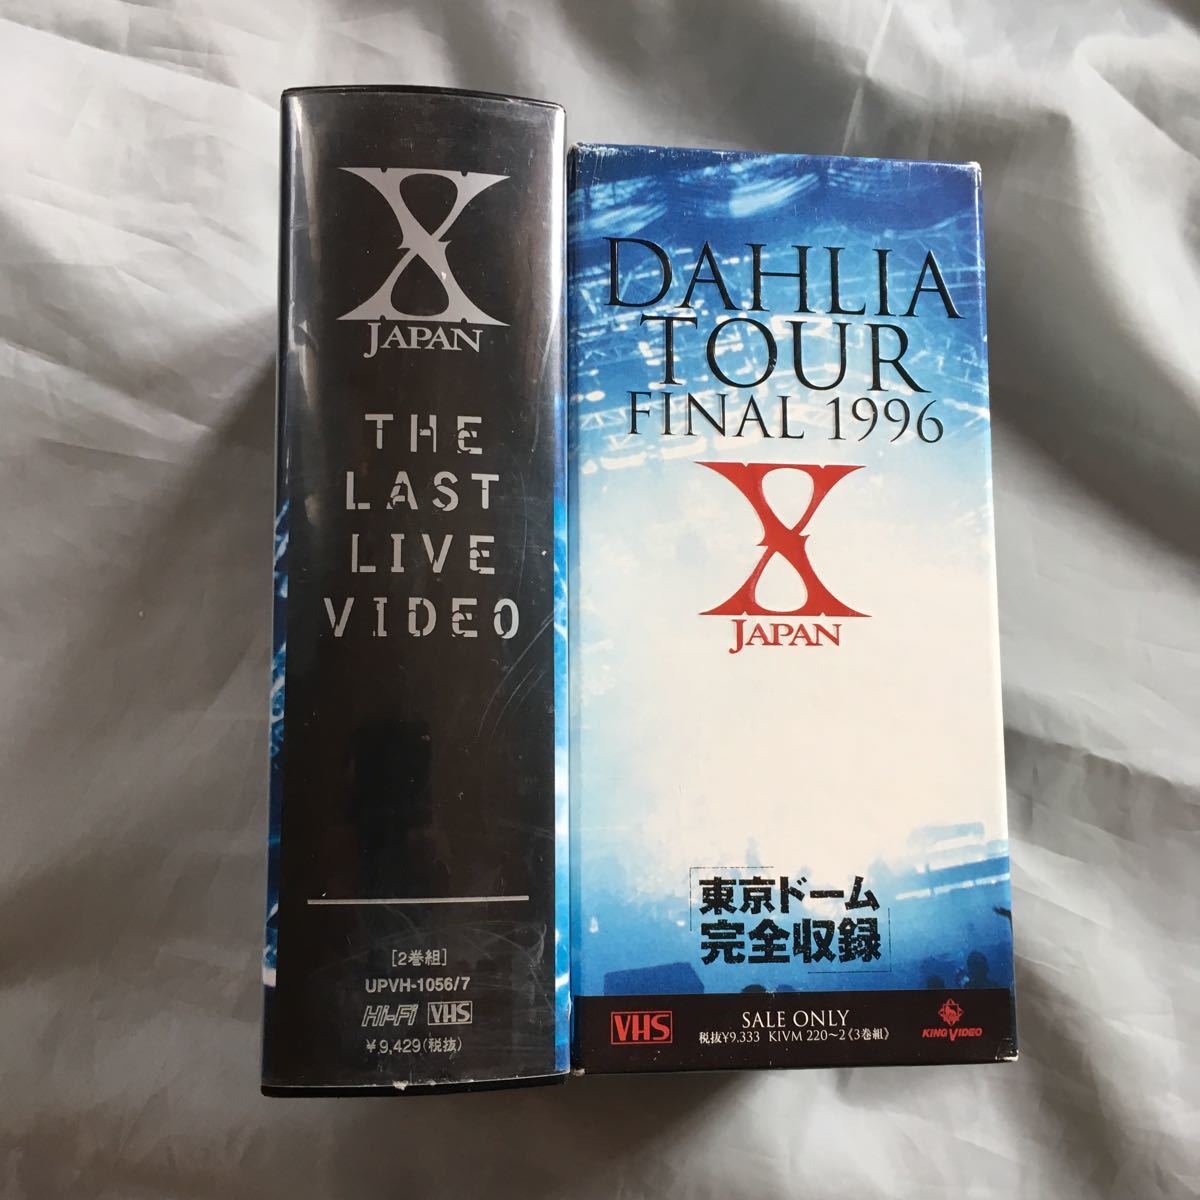 X
JAPAN
THE
LAST
LIVE
VIDEO
[2巻組]
UPVH-1056/7
Hi-Fi VHS
¥9,429(税抜)
DAHLIA
TOUR
FINAL 1996
X
JAPAN
「東京ドーム
完全収録」
VHS
SALE ONLY
税抜¥9.333 KIVM 220~2《3巻組》
KING VIDEO